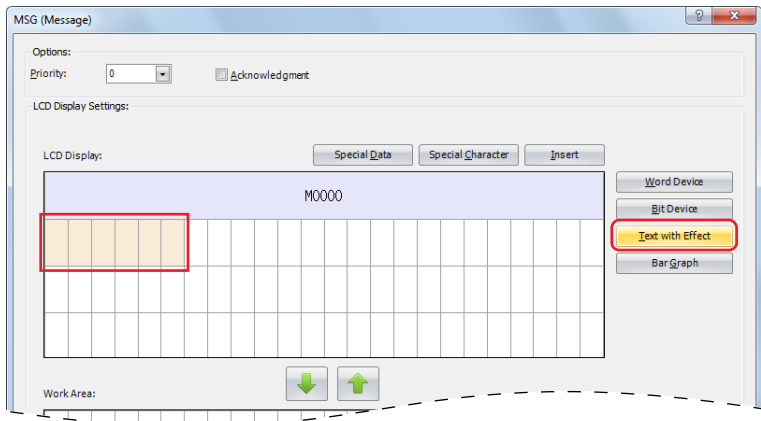 MSG (Message)
Options:
Priority: 0 Acknowledgment
LCD Display Settings:
LCD Display: Special Data Special Character Insert
M0000
Word Device
Bit Device
Text with Effect
Bar Graph
Work Area: